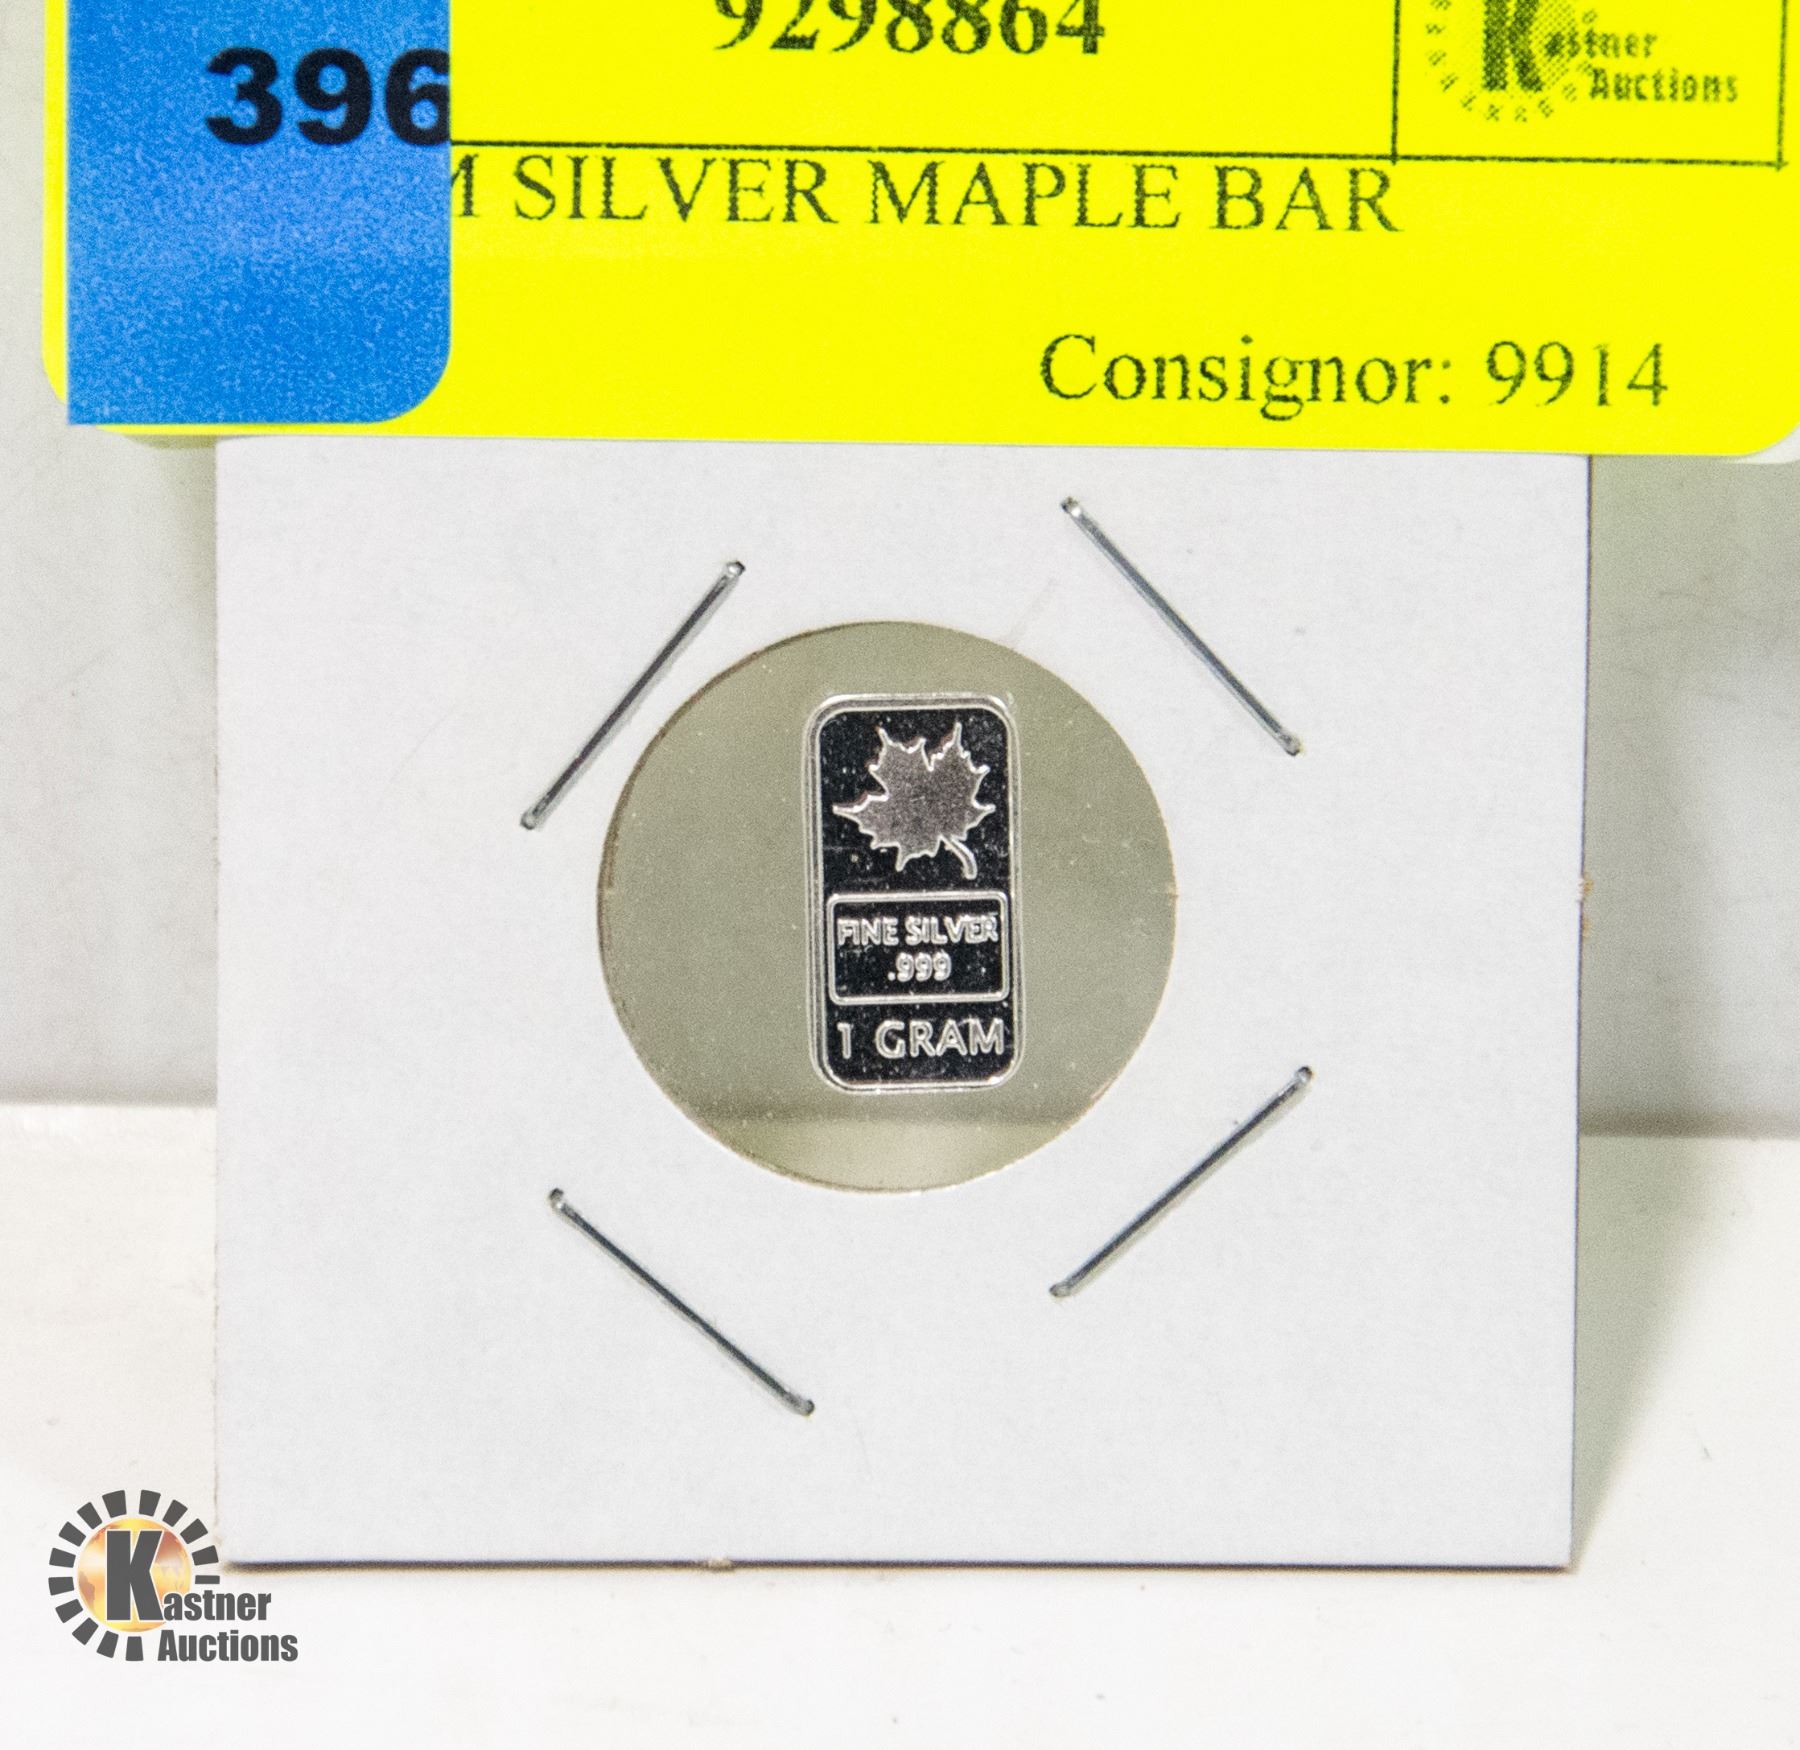 9298864
Kastner
Auctions
396
SILVER MAPLE BAR
Consignor: 9914
FINE SILVER
.999
1 GRAM
Kastner
Auctions